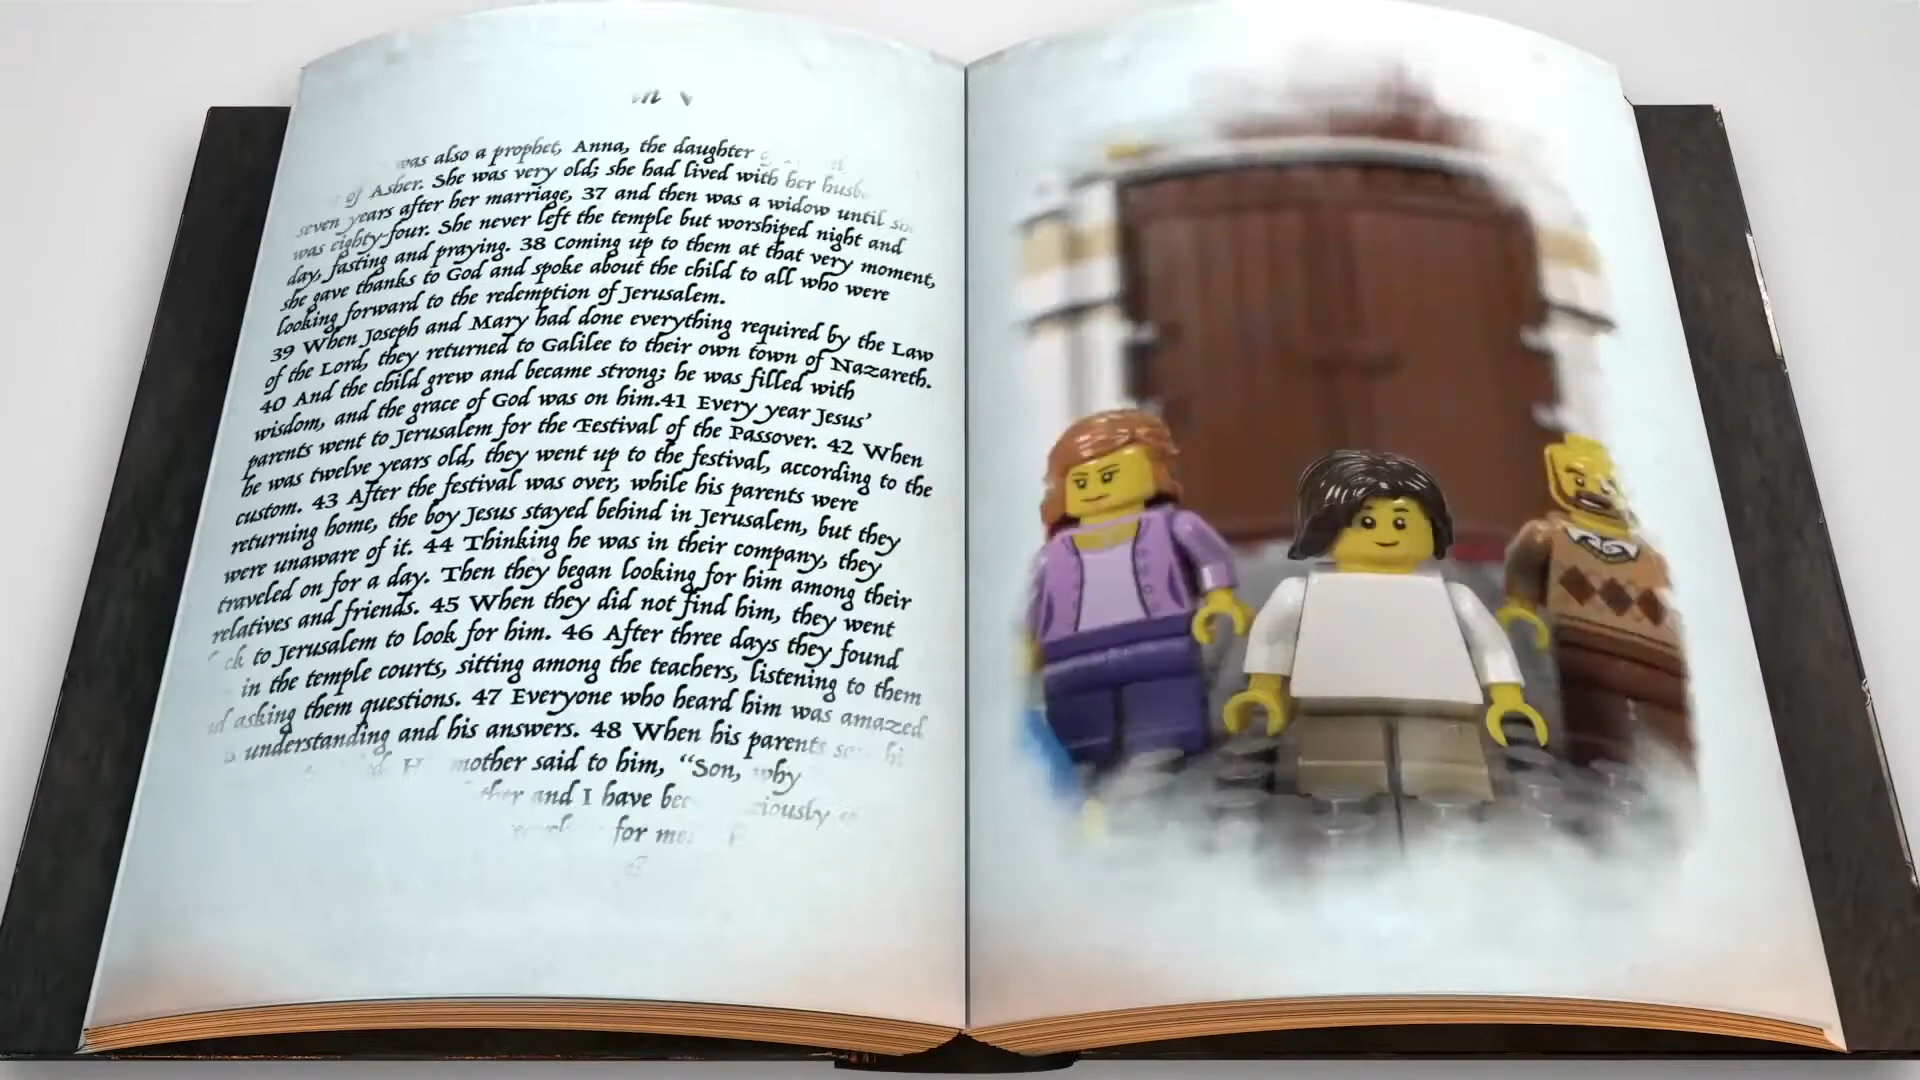 was also a prophet, Anna, the daughter
of Asher. She was very old; she had lived with her
seven years after her marriage, 37 and then was a widow until
was eighty-four. She never left the temple but worshiped night and
day, fasting and praying. 38 Coming up to them at that very moment,
she gave thanks to God and spoke about the child to all who were
looking forward to the redemption of Jerusalem.
39 When Joseph and Mary had done everything required by the Law
of the Lord, they returned to Galilee to their own town of Nazareth.
40 And the child grew and became strong; he was filled with
wisdom, and the grace of God was on him.41 Every year Jesus'
parents went to Jerusalem for the Festival of the Passover. 42 When
he was twelve years old, they went up to the festival, according to the
custom. 43 After the festival was over, while his parents were
returning home, the boy Jesus stayed behind in Jerusalem, but they
were unaware of it. 44 Thinking he was in their company, they
traveled on for a day. Then they began looking for him among their
relatives and friends. 45 When they did not find him, they went
to Jerusalem to look for him. 46 After three days they found
in the temple courts, sitting among the teachers, listening to them
asking them questions. 47 Everyone who heard him was amazed
understanding and his answers. 48 When his parents
mother said to him, “Son, why
and I have
for